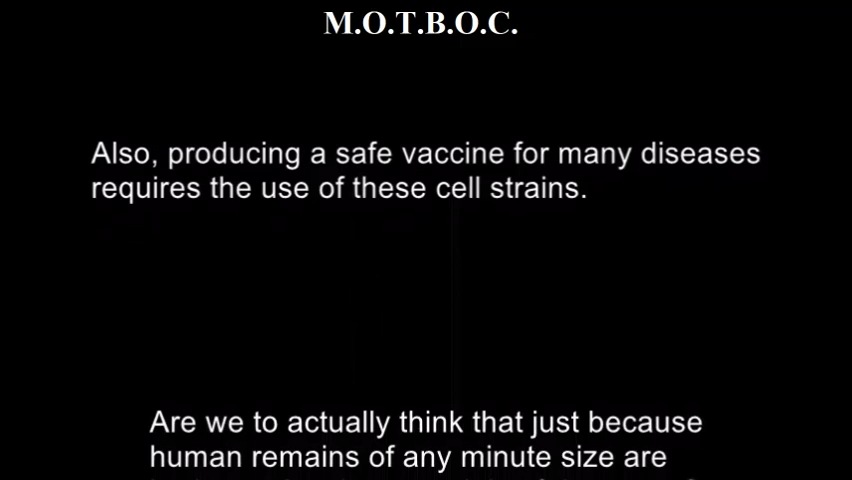 M.O.T.B.O.C.
Also, producing a safe vaccine for many diseases
requires the use of these cell strains.
Are we to actually think that just because
human remains of any minute size are